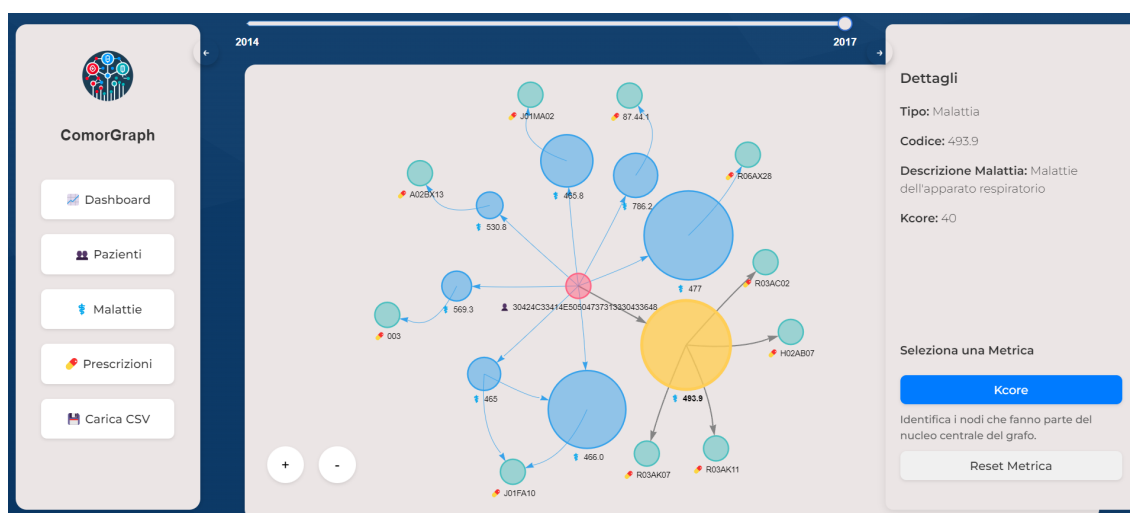 ComorGraph
Dashboard
Pazienti
Malattie
Prescrizioni
Carica CSV
2014
2017
J01MA02
87.44.1
465.8
R06AX28
A02BX13
786.2
530.8
477
R03AC02
30424C33414E50504737313330433648
569.3
003
H02AB07
465
493.9
466.0
R03AK07
R03AK11
J01FA10
+
-
Dettagli
Tipo: Malattia
Codice: 493.9
Descrizione Malattia: Malattie
dell'apparato respiratorio
Kcore: 40
Seleziona una Metrica
Kcore
Identifica i nodi che fanno parte del
nucleo centrale del grafo.
Reset Metrica